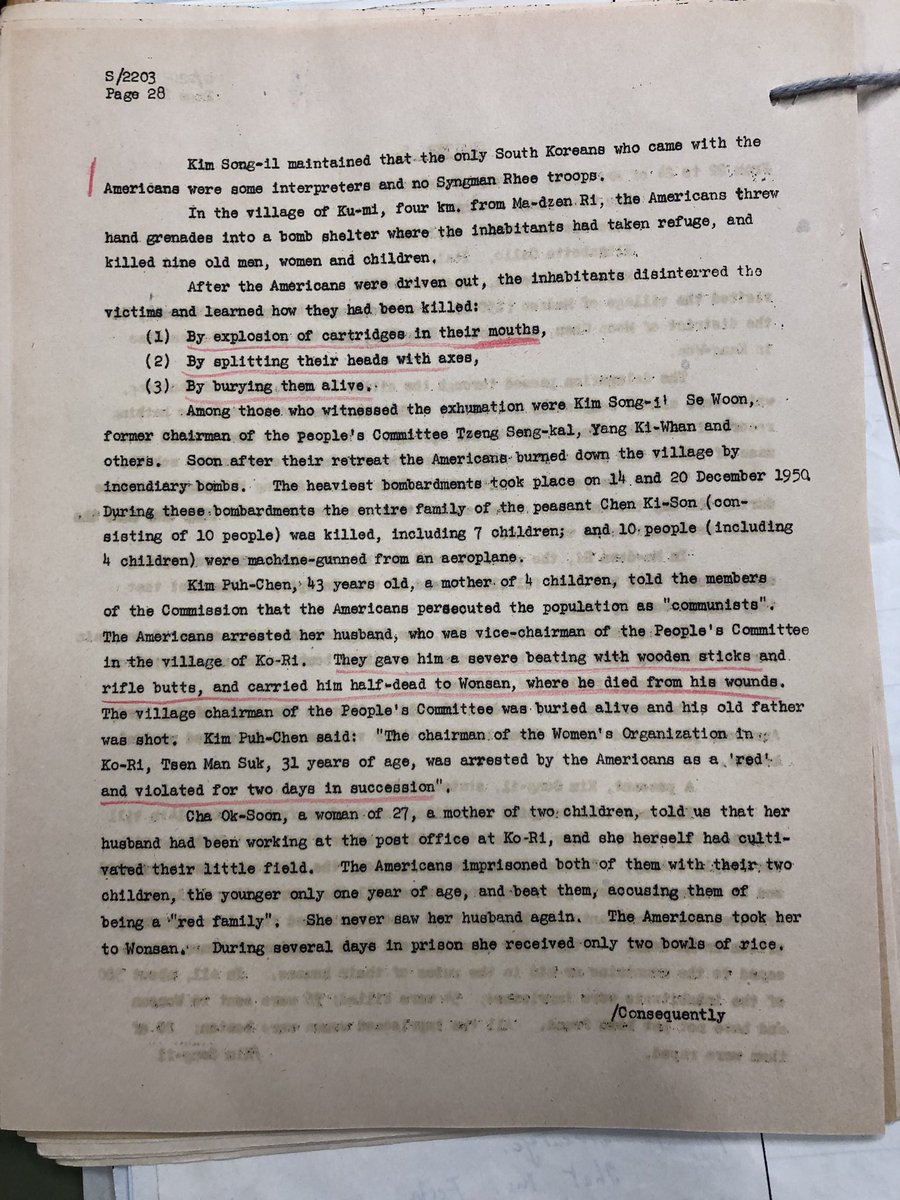 S/2203
Page 28
Kim Song-il maintained that the only South Koreans who came with the
Americans were some interpreters and no Syngman Rhee troops.
In the village of Ku-mi, four km. from Ma-dzen Ri, the Americans threw
hand grenades into a bomb shelter where the inhabitants had taken refuge, and
killed nine old men, women and children.
After the Americans were driven out, the inhabitants disinterred the
victims and learned how they had been killed:
(1) By explosion of cartridges in their mouths,
(2) By splitting their heads with axes,
(3) By burying them alive.
Among those who witnessed the exhumation were Kim Song-il Se Woon,
former chairman of the people's Committee Tzeng Seng-kal, Yang Ki-Whan and
others. Soon after their retreat the Americans burned down the village by
incendiary bombs. The heaviest bombardments took place on 14 and 20 December 1950
During these bombardments the entire family of the peasant Chen Ki-Son (con-
sisting of 10 people) was killed, including 7 children; and 10 people (including
4 children) were machine-gunned from an aeroplane.
Kim Puh-Chen, 43 years old, a mother of 4 children, told the members
of the Commission that the Americans persecuted the population as "communists".
The Americans arrested her husband, who was vice-chairman of the People's Committee
in the village of Ko-Ri. They gave him a severe beating with wooden sticks and
rifle butts, and carried him half-dead to Wonsan, where he died from his wounds.
The village chairman of the People's Committee was buried alive and his old father
was shot. Kim Puh-Chen said: "The chairman of the Women's Organization in
Ko-Ri, Tsen Man Suk, 31 years of age, was arrested by the Americans as a 'red'
and violated for two days in succession".
Cha Ok-Soon, a woman of 27, a mother of two children, told us that her
husband had been working at the post office at Ko-Ri, and she herself had culti-
vated their little field. The Americans imprisoned both of them with their two
children, the younger only one year of age, and beat them, accusing them of
being a "red family". She never saw her husband again. The Americans took her
to Wonsan. During several days in prison she received only two bowls of rice.
/Consequently